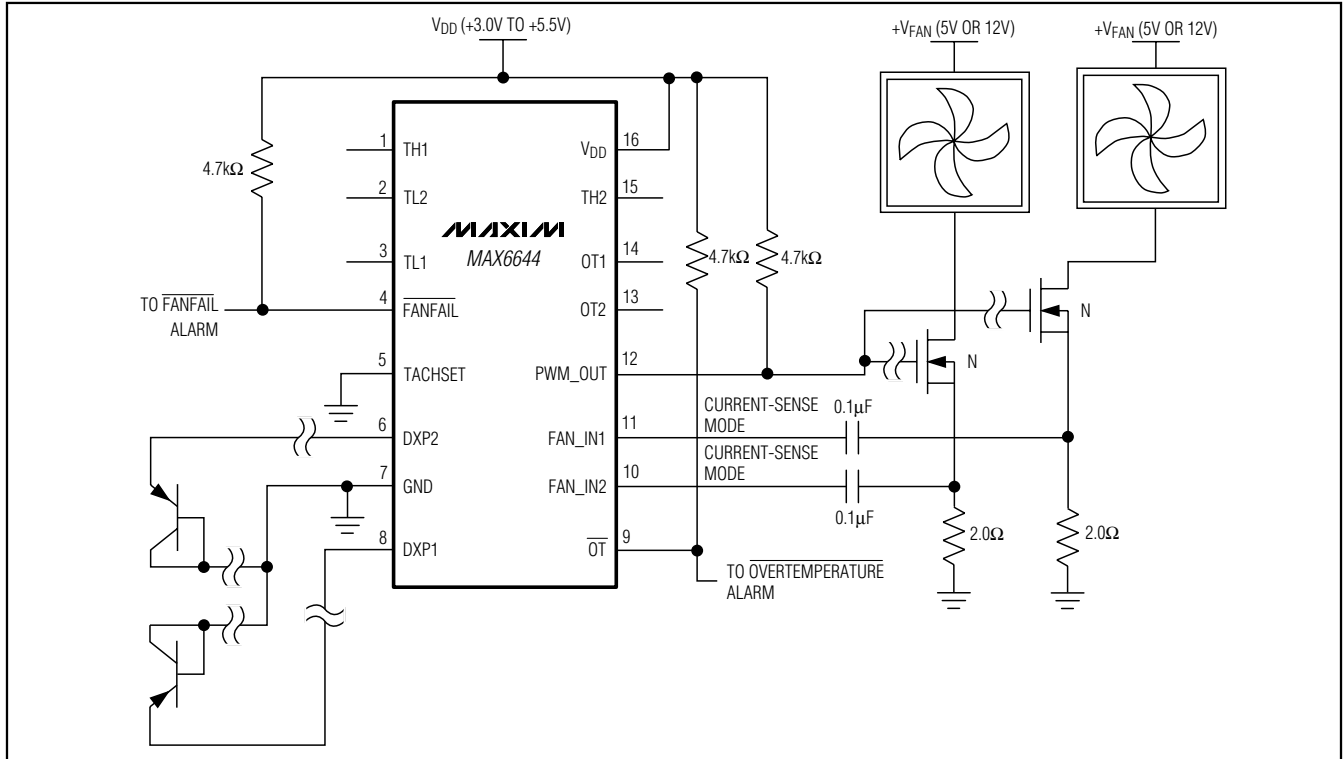 VDD (+3.0V TO +5.5V)
+VFAN (5V OR 12V)
+VFAN (5V OR 12V)
4.7kΩ
1
TH1
VDD
16
2
TL2
TH2
15
MAXIM
MAX6644
3
TL1
OT1
14
4.7kΩ
4.7kΩ
TO FANFAIL
ALARM
4
FANFAIL
OT2
13
N
N
5
TACHSET
PWM_OUT
12
CURRENT-SENSE
MODE
0.1µF
6
DXP2
FAN_IN1
11
CURRENT-SENSE
MODE
7
GND
FAN_IN2
10
0.1µF
2.0Ω
2.0Ω
8
DXP1
OT
9
TO OVERTEMPERATURE
ALARM